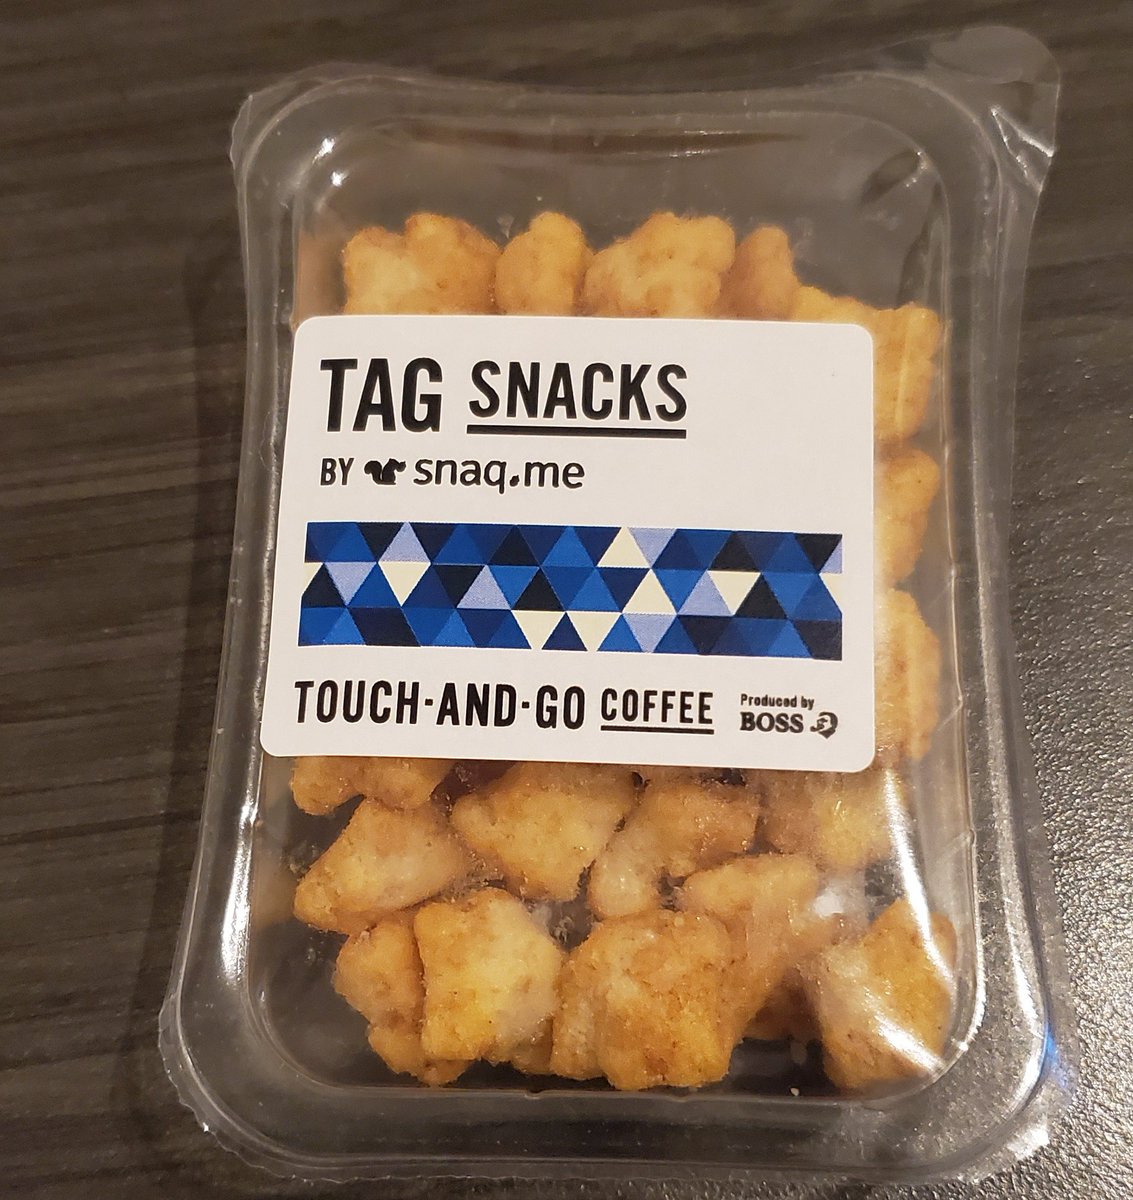 TAG SNACKS
BY snaq.me
TOUCH-AND-GO COFFEE
Produced by
BOSS